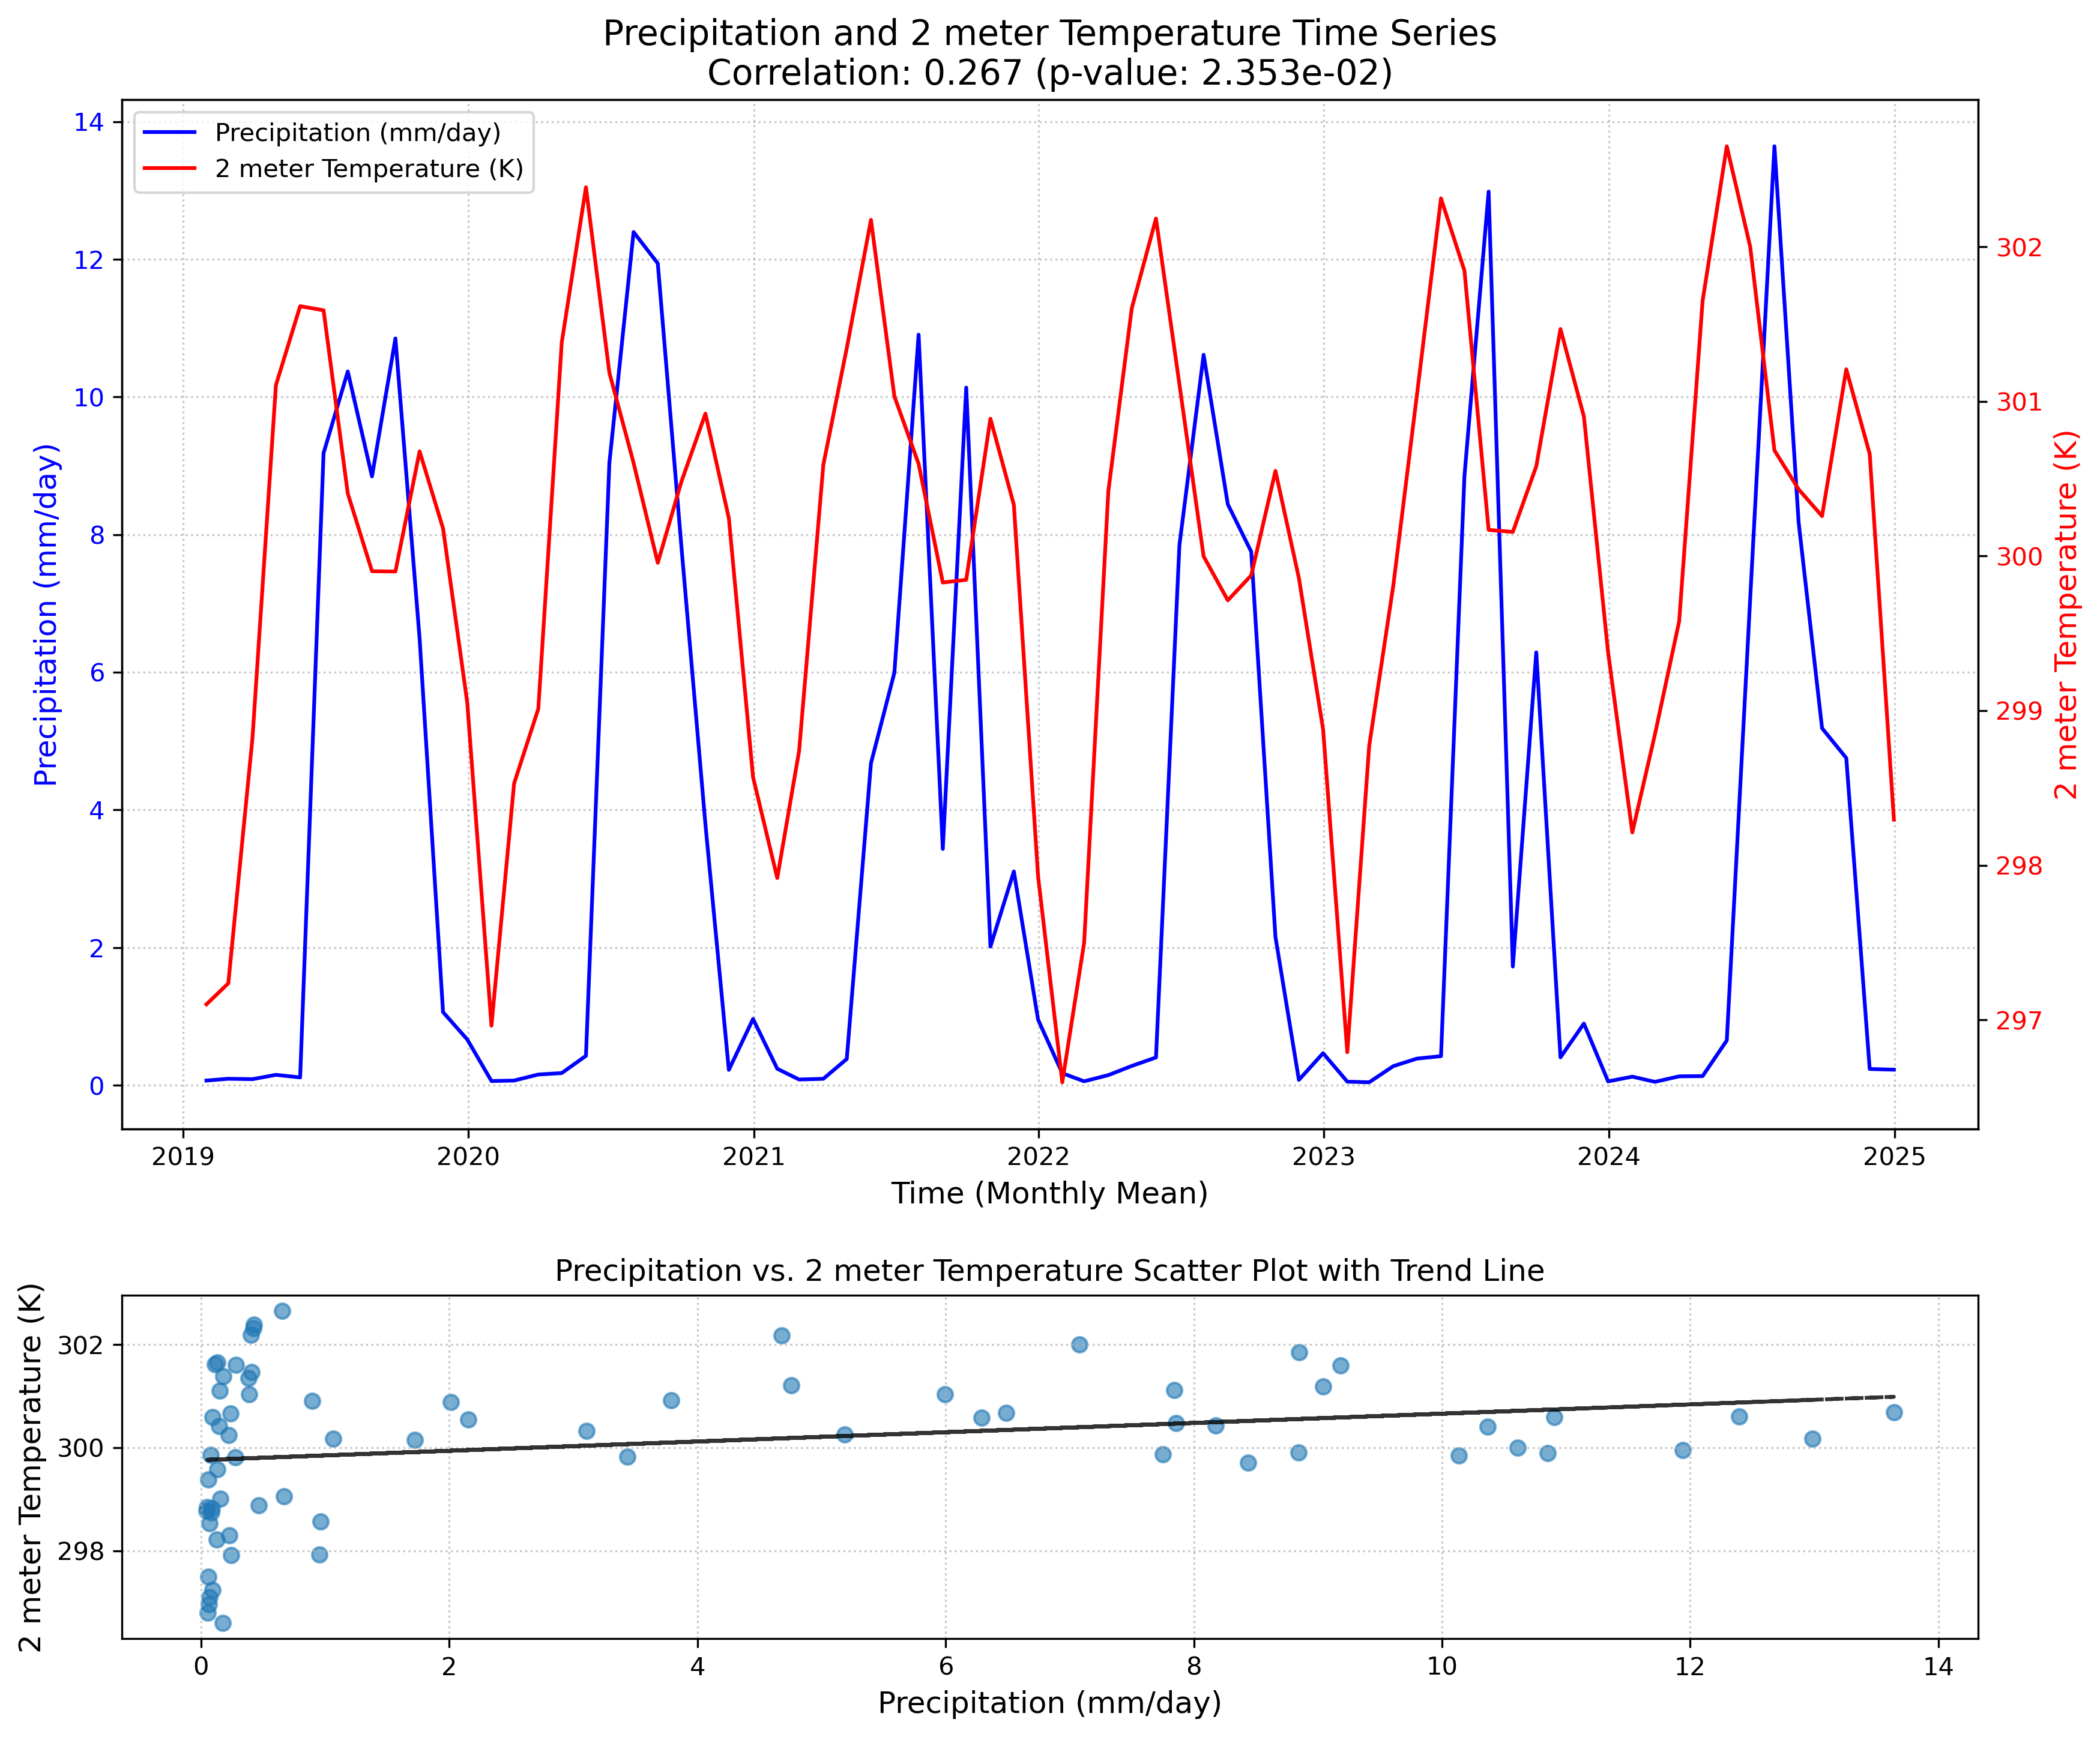 Precipitation and 2 meter Temperature Time Series
Correlation: 0.267 (p-value: 2.353e-02)
Precipitation (mm/day)
2 meter Temperature (K)
14
12
10
8
6
4
2
0
Precipitation (mm/day)
302
301
300
299
298
297
2 meter Temperature (K)
2019 2020 2021 2022 2023 2024 2025
Time (Monthly Mean)
Precipitation vs. 2 meter Temperature Scatter Plot with Trend Line
302
300
298
2 meter Temperature (K)
0 2 4 6 8 10 12 14
Precipitation (mm/day)